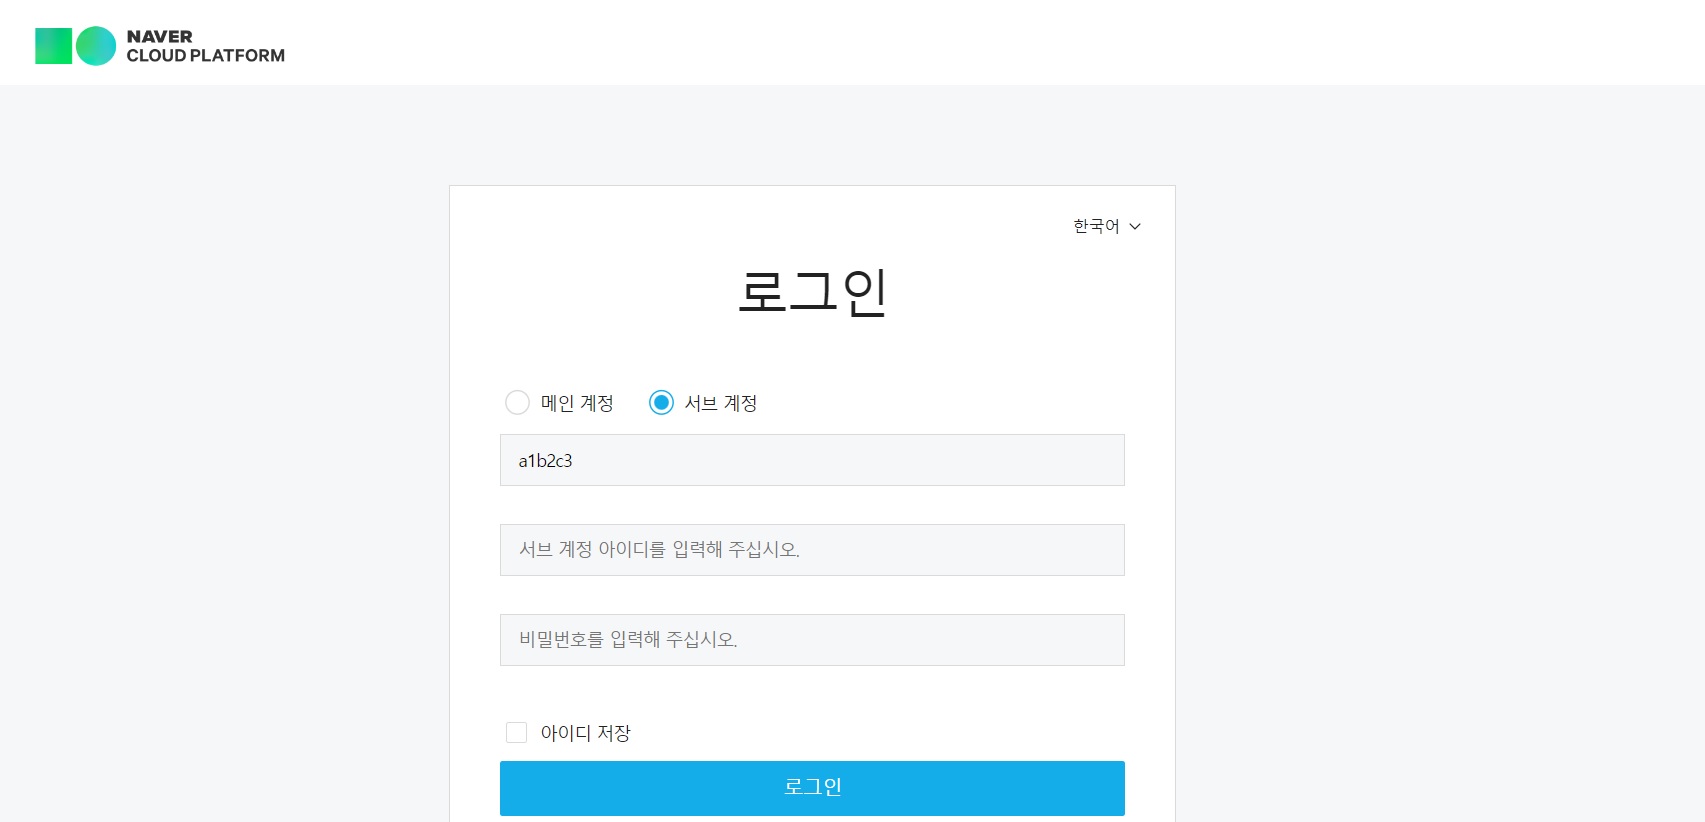 NAVER
CLOUD PLATFORM
한국어
로그인
메인 계정 서브 계정
a1b2c3
서브 계정 아이디를 입력해 주십시오.
비밀번호를 입력해 주십시오.
아이디 저장
로그인